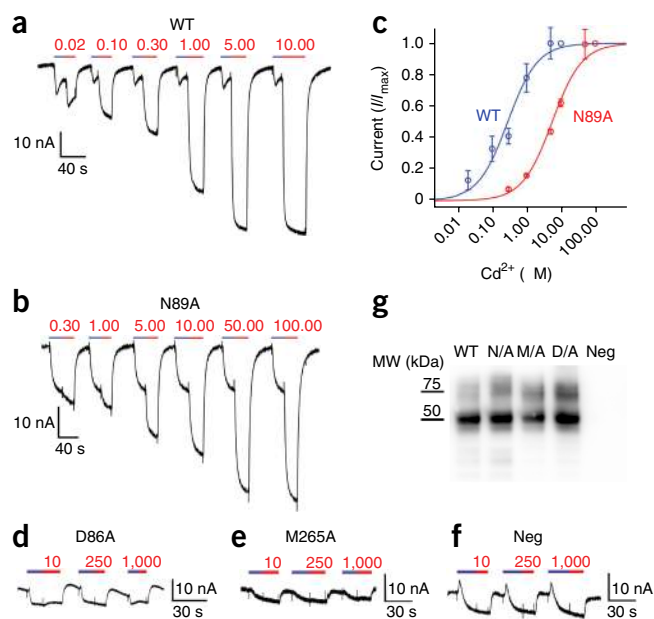 a
WT
0.02 0.10 0.30 1.00 5.00 10.00
10 nA
40 s
b
N89A
0.30 1.00 5.00 10.00 50.00 100.00
10 nA
40 s
c
Current (I/Imax)
1.0
0.8
0.6
0.4
0.2
0
WT
N89A
0.01 0.10 1.00 10.00 100.00
Cd2+ ( M)
g
MW (kDa)
WT N/A M/A D/A Neg
75
50
d
D86A
10 250 1,000
10 nA
30 s
e
M265A
10 250 1,000
10 nA
30 s
f
Neg
10 250 1,000
10 nA
30 s